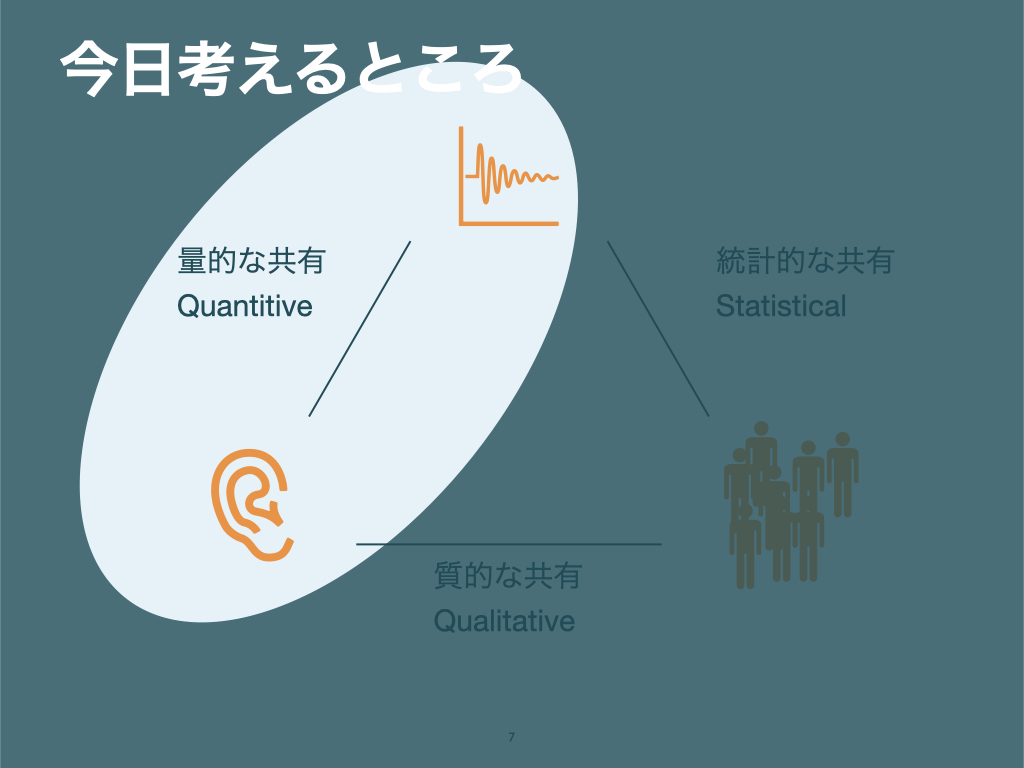 今日考えるところ
量的な共有
Quantitive
統計的な共有
Statistical
質的な共有
Qualitative
7